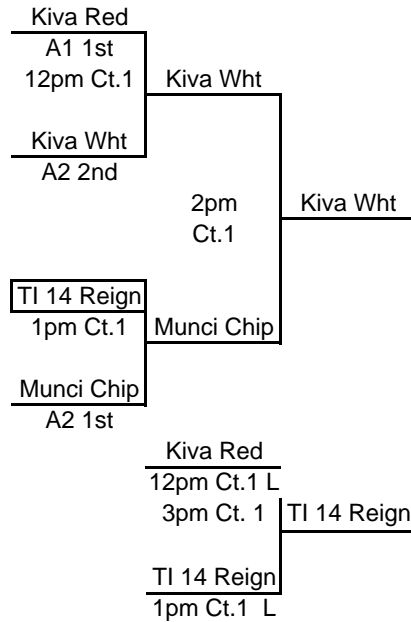 Kiva Red
A1 1st
12pm Ct.1
Kiva Wht
Kiva Wht
A2 2nd
2pm
Ct.1
Kiva Wht
TI 14 Reign
1pm Ct.1
Munci Chip
Munci Chip
A2 1st
Kiva Red
12pm Ct.1 L
3pm Ct. 1
TI 14 Reign
TI 14 Reign
1pm Ct.1 L